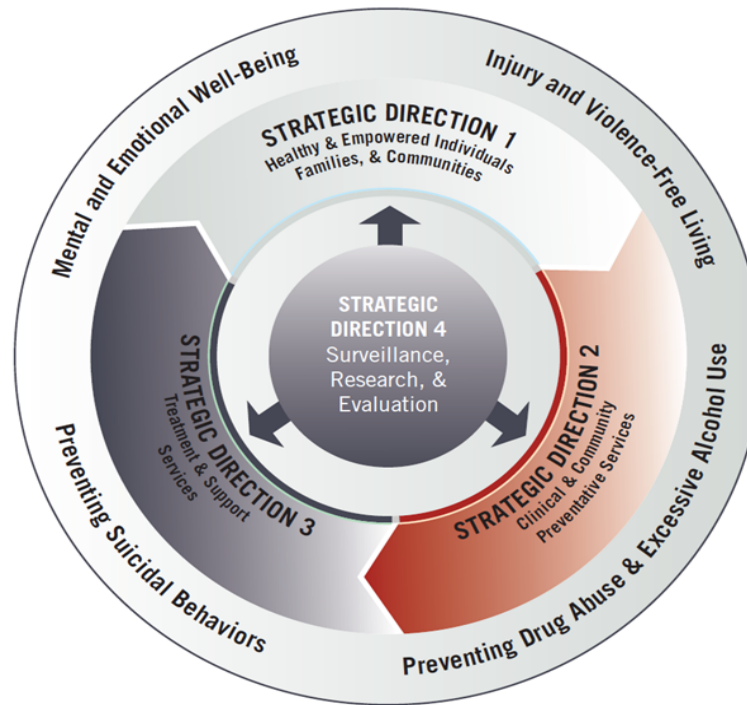 Mental and Emotional Well-Being
Injury and Violence-Free Living
STRATEGIC DIRECTION 1
Healthy & Empowered Individuals
Families, & Communities
STRATEGIC
DIRECTION 4
Surveillance,
Research, &
Evaluation
STRATEGIC DIRECTION 3
Treatment & Support
Services
STRATEGIC DIRECTION 2
Clinical & Community
Preventative Services
Preventing Suicidal Behaviors
Preventing Drug Abuse & Excessive Alcohol Use